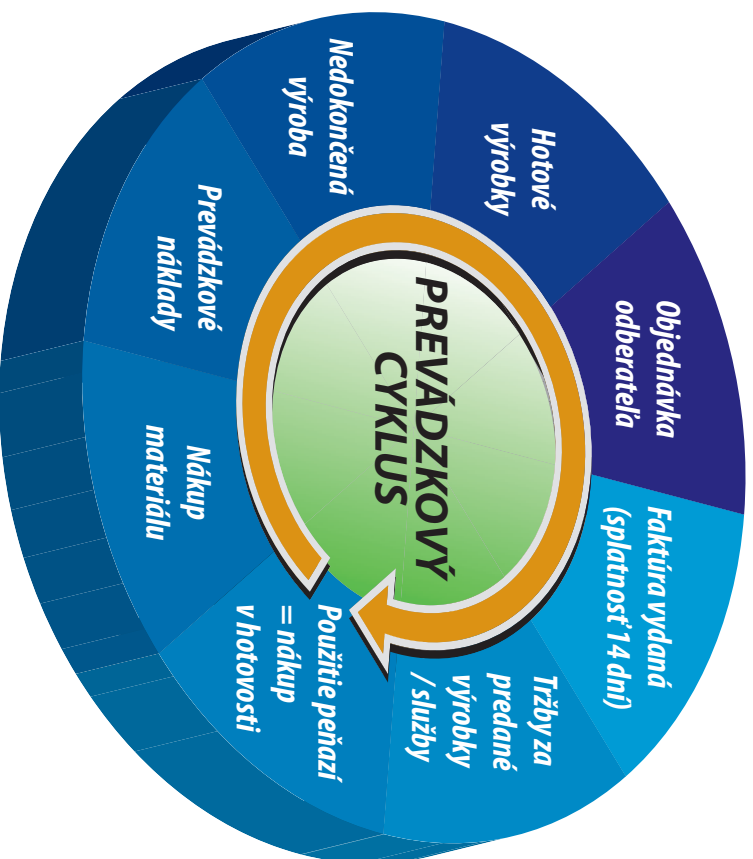 PREVÁDZKOVÝ
CYKLUS
Objednávka
odberateľa
Faktúra vydaná
(splatnosť 14 dní)
Tržby za
predané
výrobky
/ služby
Použitie peňazí
= nákup
v hotovosti
Nákup
materiálu
Prevádzkové
náklady
Nedokončená
výroba
Hotové
výrobky